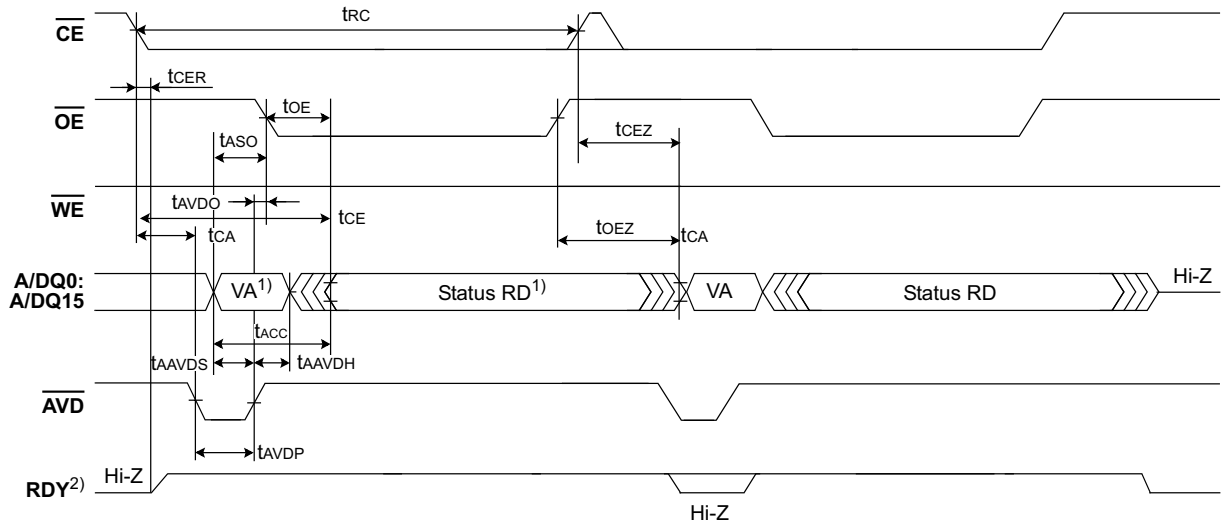 tRC
CE
tCER
tOE
OE
tCEZ
tASO
WE
tAVDO
tCE
tCA
tOEZ
tCA
A/DQ0:
A/DQ15
VA1)
Status RD1)
VA
Status RD
Hi-Z
tACC
tAAVDS
tAAVDH
AVD
tAVDP
Hi-Z
RDY2)
Hi-Z